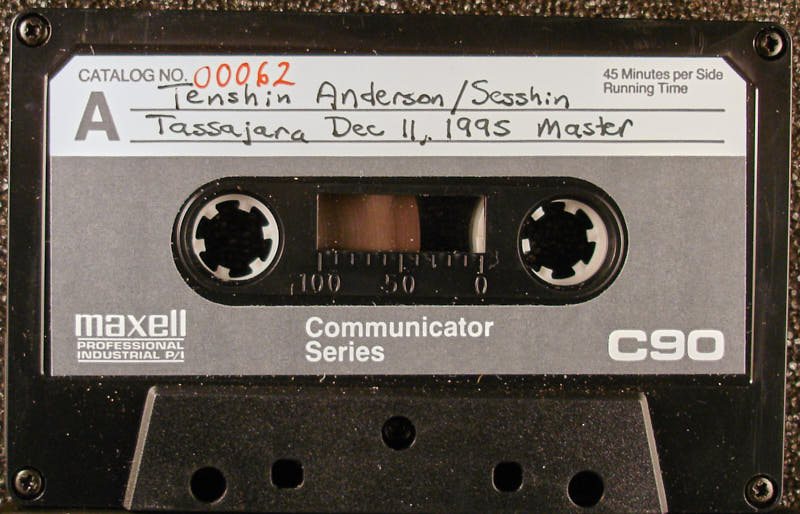 CATALOG NO. 00062
45 Minutes per Side
Running Time
A
Tenshin Anderson/Sesshin
Tassajara Dec 11, 1995 Master
100 50 0
maxell
PROFESSIONAL
INDUSTRIAL P/I
Communicator
Series
C90